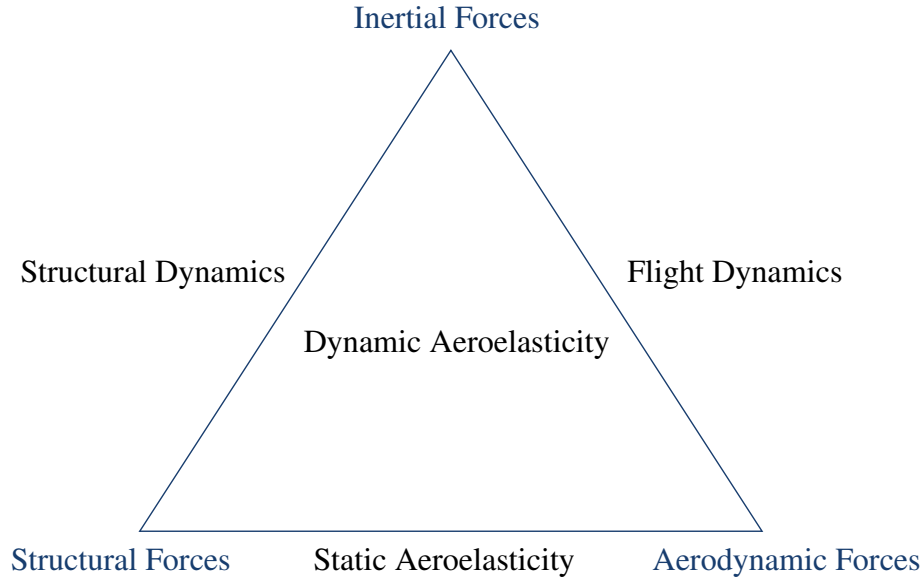 Inertial Forces
Structural Dynamics
Flight Dynamics
Dynamic Aeroelasticity
Structural Forces
Static Aeroelasticity
Aerodynamic Forces